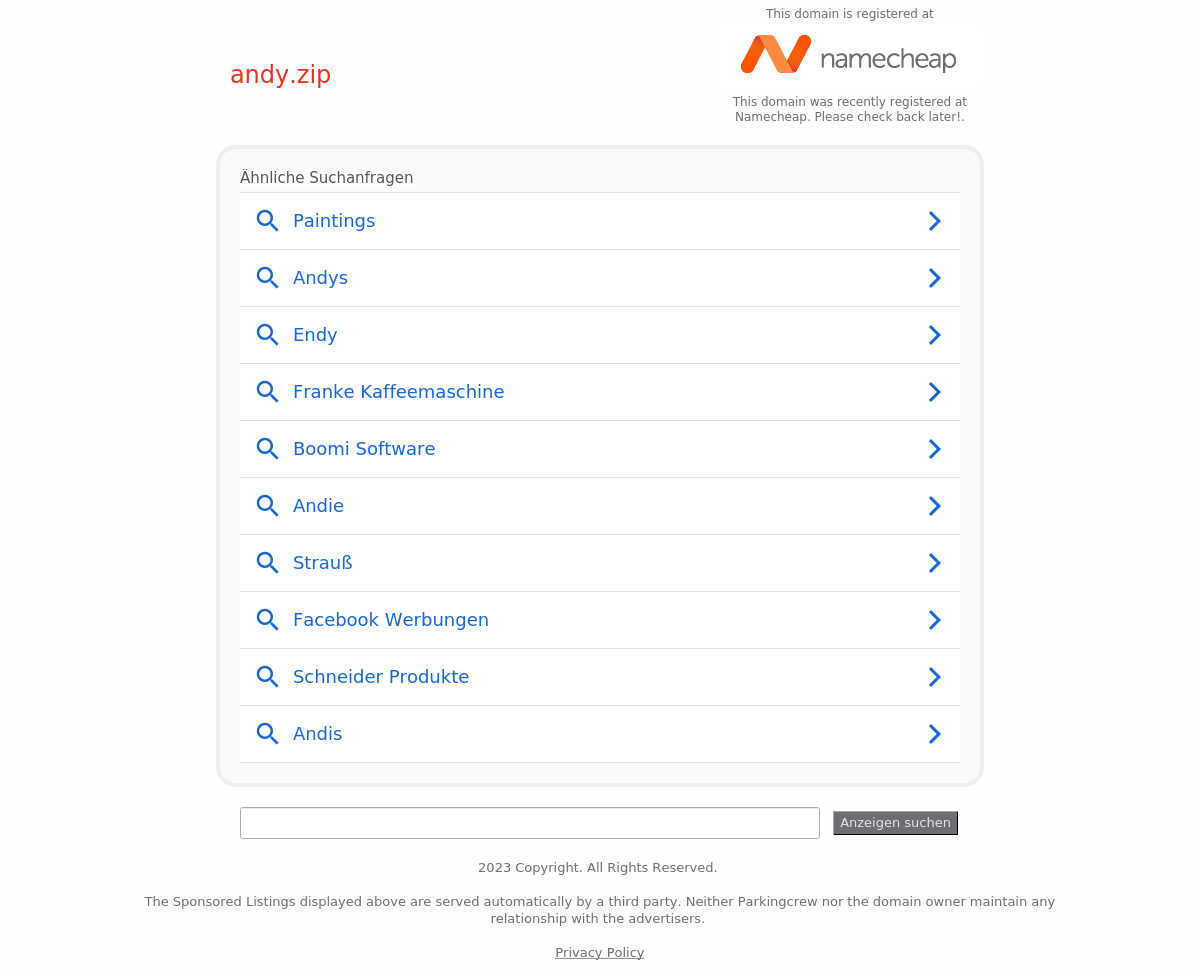 This domain is registered at
andy.zip
namecheap
This domain was recently registered at
Namecheap. Please check back later!.
Ähnliche Suchanfragen
Paintings
Andys
Endy
Franke Kaffeemaschine
Boomi Software
Andie
Strauß
Facebook Werbungen
Schneider Produkte
Andis
Anzeigen suchen
2023 Copyright. All Rights Reserved.
The Sponsored Listings displayed above are served automatically by a third party. Neither Parkingcrew nor the domain owner maintain any
relationship with the advertisers.
Privacy Policy